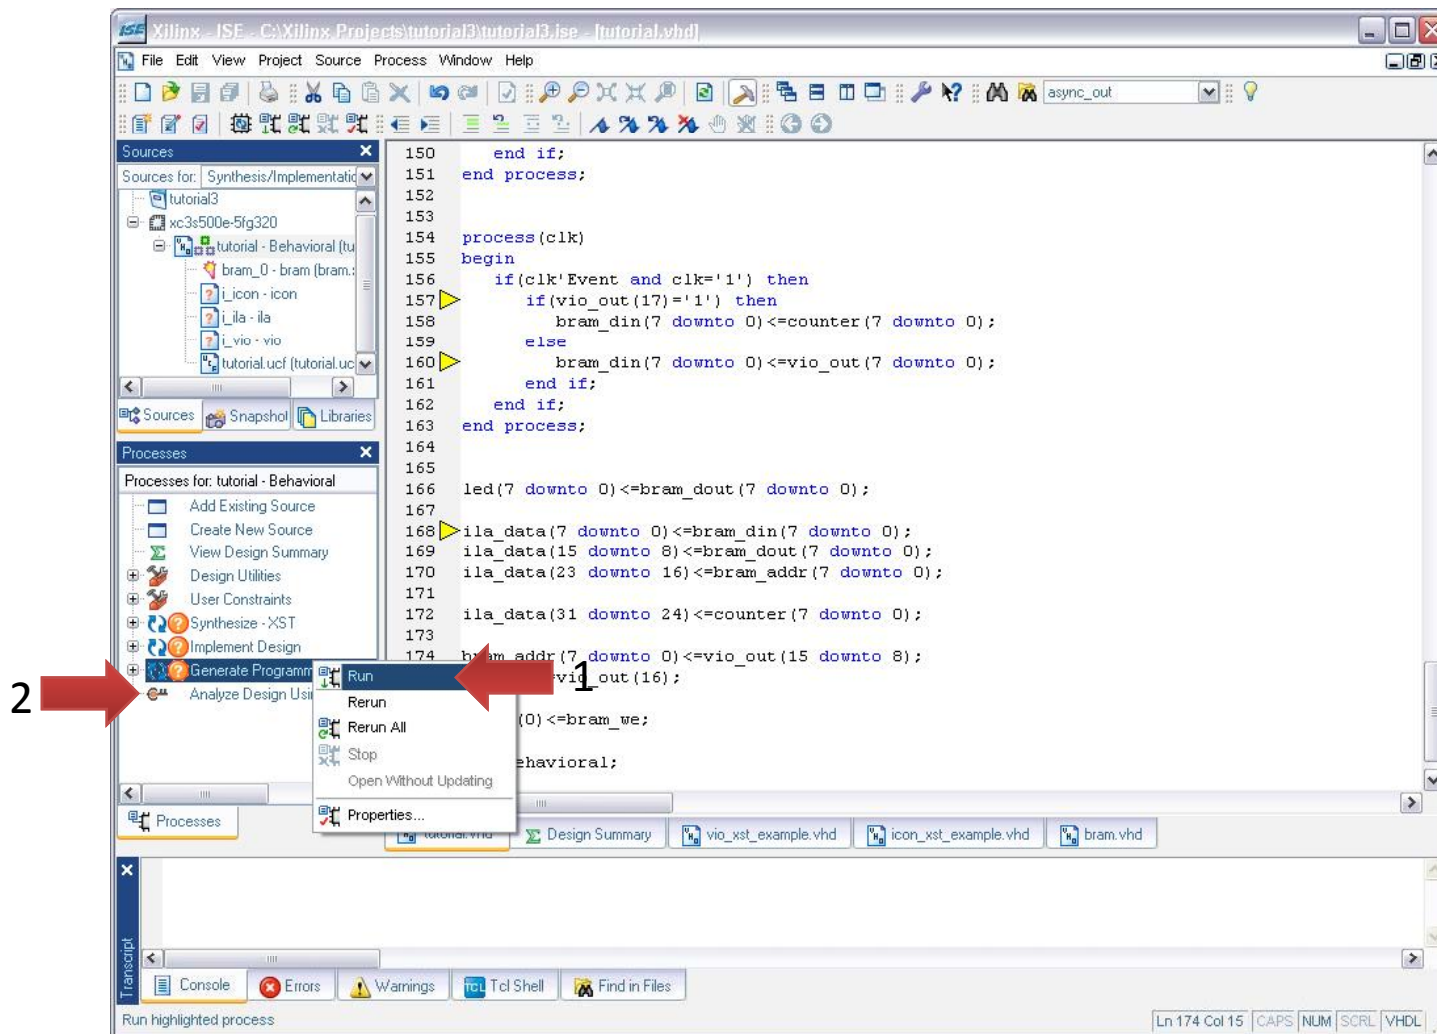 ISE Xilinx - ISE - C:\Xilinx Projects\tutorial3\tutorial3.ise - [tutorial.vhd]
File Edit View Project Source Process Window Help
async_out
Sources
Sources for: Synthesis/Implementatic
tutorial3
xc3s500e-5fg320
tutorial - Behavioral (tu
bram_0 - bram (bram.
i_icon - icon
i_ila - ila
i_vio - vio
tutorial.ucf (tutorial.uc
Sources Snapshot Libraries
Processes
Processes for: tutorial - Behavioral
Add Existing Source
Create New Source
View Design Summary
Design Utilities
User Constraints
Synthesize - XST
Implement Design
Generate Programm
Analyze Design Usi
Processes
150 end if;
151 end process;
152
153
154 process(clk)
155 begin
156 if(clk'Event and clk='1') then
157 if(vio_out(17)='1') then
158 bram_din(7 downto 0)<=counter(7 downto 0);
159 else
160 bram_din(7 downto 0)<=vio_out(7 downto 0);
161 end if;
162 end if;
163 end process;
164
165
166 led(7 downto 0)<=bram_dout(7 downto 0);
167
168 ila_data(7 downto 0)<=bram_din(7 downto 0);
169 ila_data(15 downto 8)<=bram_dout(7 downto 0);
170 ila_data(23 downto 16)<=bram_addr(7 downto 0);
171
172 ila_data(31 downto 24)<=counter(7 downto 0);
173
174 bram_addr(7 downto 0)<=vio_out(15 downto 8);
vio_out(16);
(0)<=bram_we;
ehavioral;
1
2
Run
Rerun
Rerun All
Stop
Open Without Updating
Properties...
tutorial.vhd Design Summary vio_xst_example.vhd icon_xst_example.vhd bram.vhd
Transcript
Console Errors Warnings TCL Tcl Shell Find in Files
Run highlighted process
Ln 174 Col 15 CAPS NUM SCRL VHDL